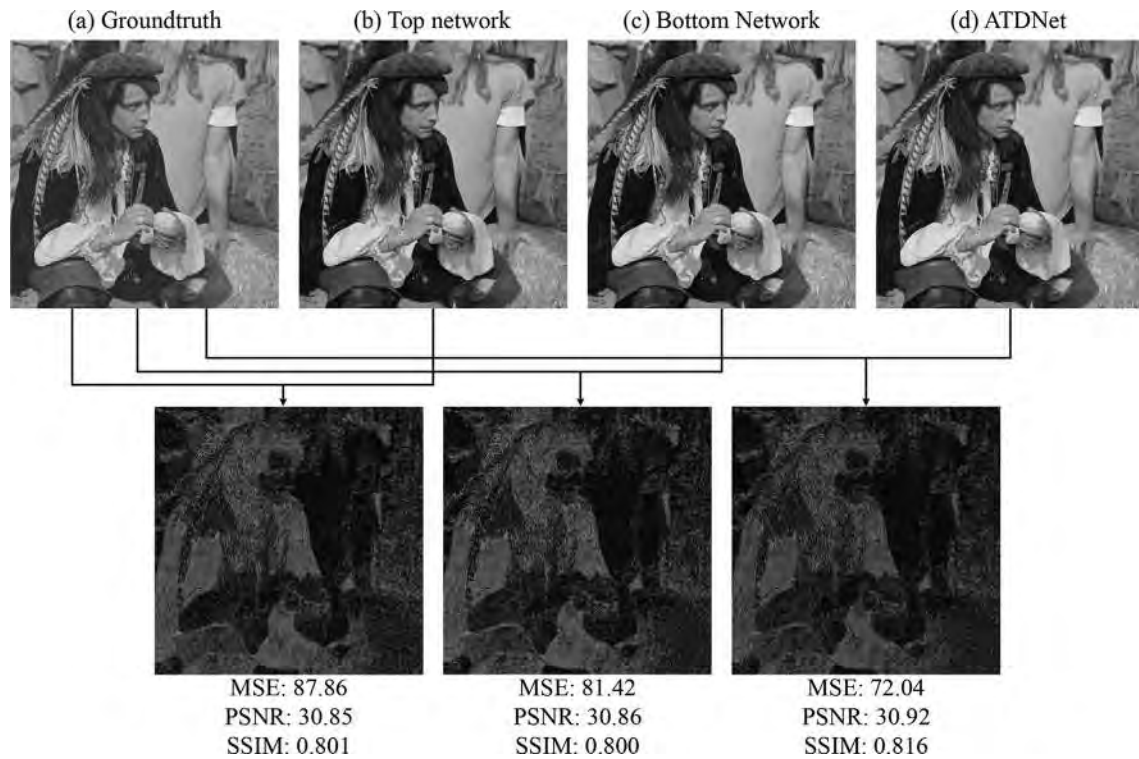 (a) Groundtruth
(b) Top network
(c) Bottom Network
(d) ATDNet
MSE: 87.86
PSNR: 30.85
SSIM: 0.801
MSE: 81.42
PSNR: 30.86
SSIM: 0.800
MSE: 72.04
PSNR: 30.92
SSIM: 0.816